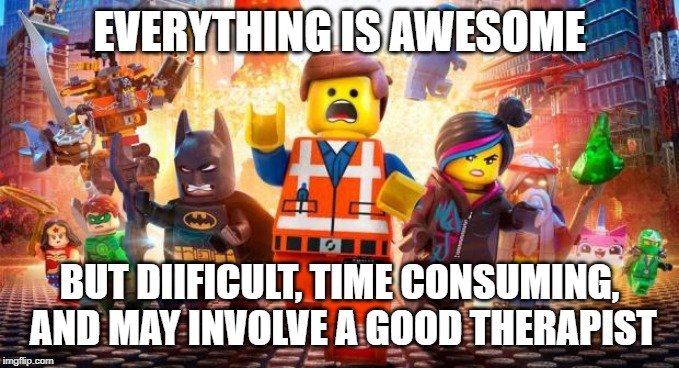 EVERYTHING IS AWESOME
BUT DIIFICULT, TIME CONSUMING,
AND MAY INVOLVE A GOOD THERAPIST
imgflip.com